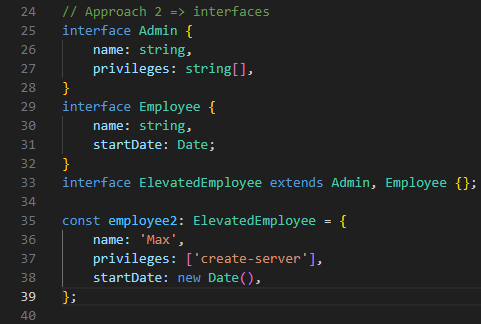 24 // Approach 2 => interfaces
25 interface Admin {
26     name: string,
27     privileges: string[],
28 }
29 interface Employee {
30     name: string,
31     startDate: Date;
32 }
33 interface ElevatedEmployee extends Admin, Employee {};
34
35 const employee2: ElevatedEmployee = {
36     name: 'Max',
37     privileges: ['create-server'],
38     startDate: new Date(),
39 };
40